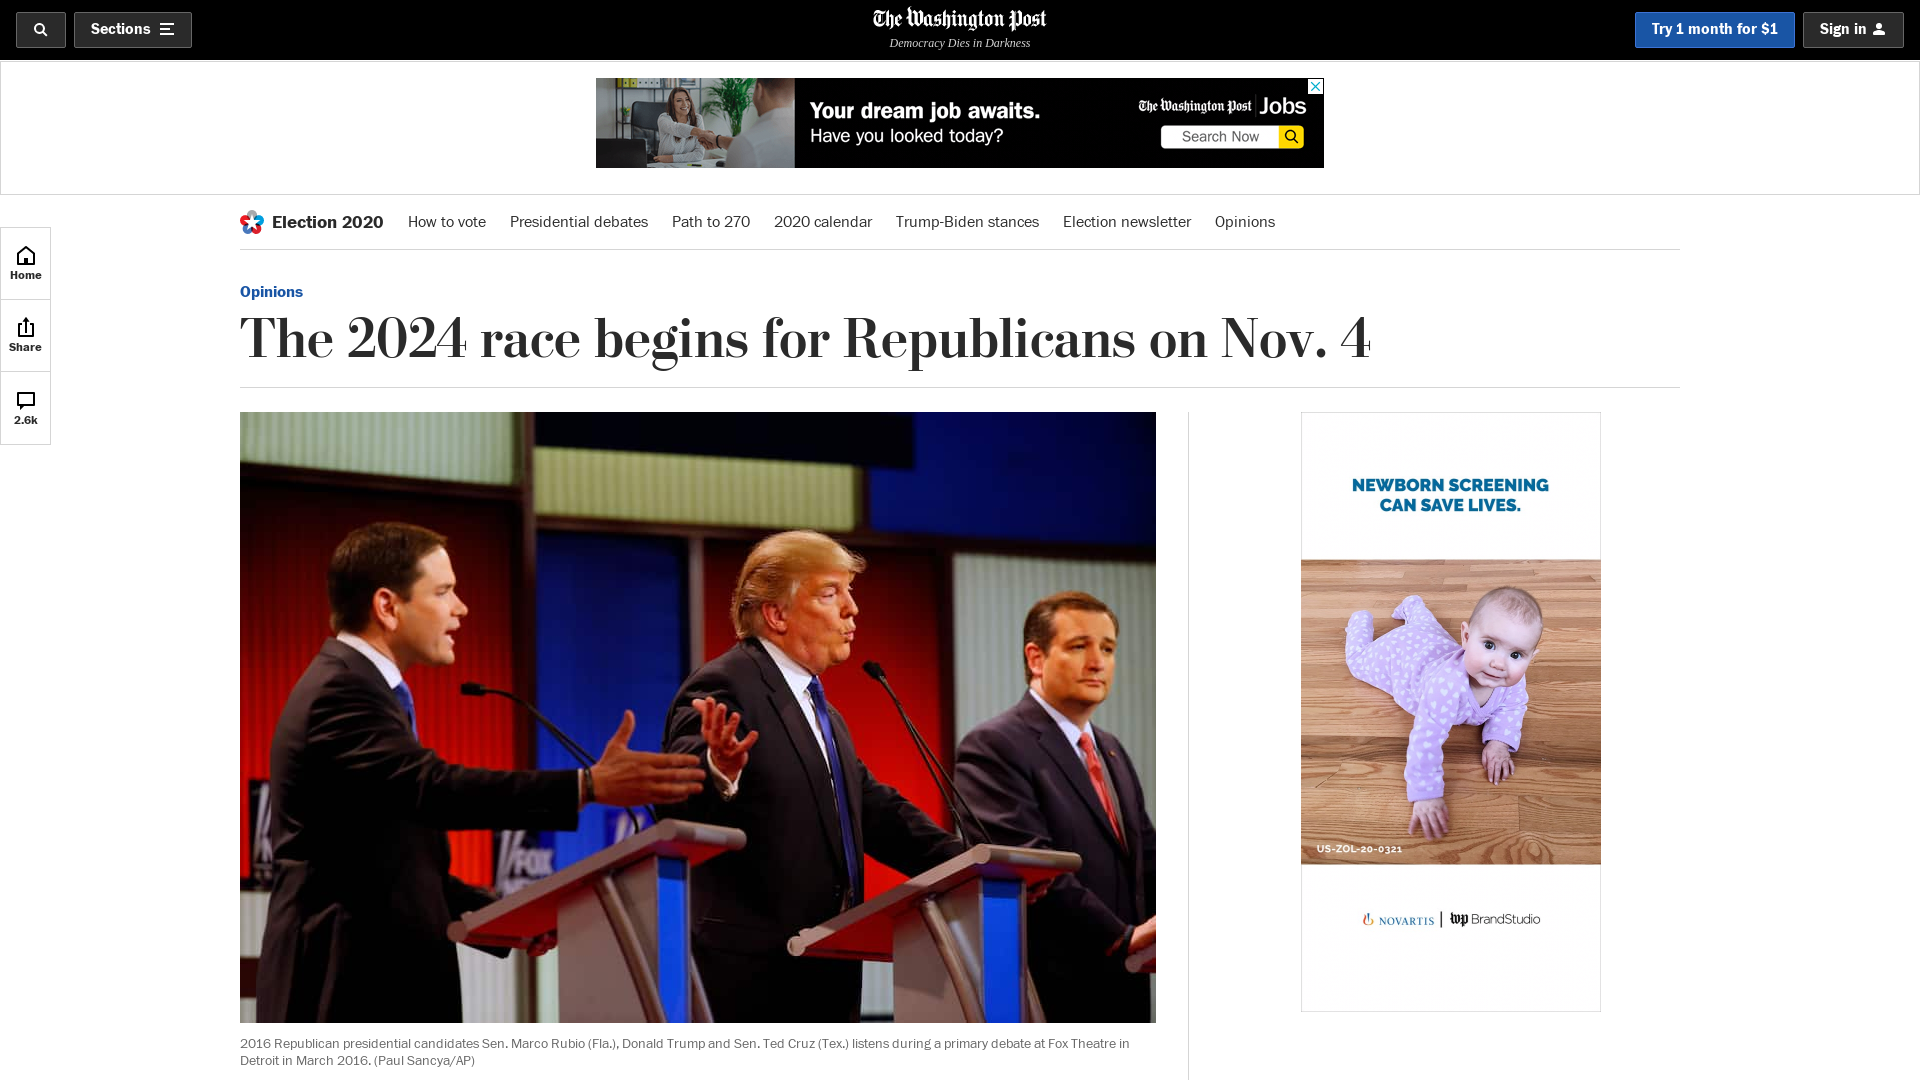 Sections
The Washington Post
Democracy Dies in Darkness
Try 1 month for $1
Sign in
Your dream job awaits.
Have you looked today?
The Washington Post Jobs
Search Now
Election 2020
How to vote
Presidential debates
Path to 270
2020 calendar
Trump-Biden stances
Election newsletter
Opinions
Home
Share
2.6k
Opinions
The 2024 race begins for Republicans on Nov. 4
FOX
NEWBORN SCREENING
CAN SAVE LIVES.
US-ZOL-20-0321
NOVARTIS | wp BrandStudio
2016 Republican presidential candidates Sen. Marco Rubio (Fla.), Donald Trump and Sen. Ted Cruz (Tex.) listens during a primary debate at Fox Theatre in
Detroit in March 2016. (Paul Sancya/AP)